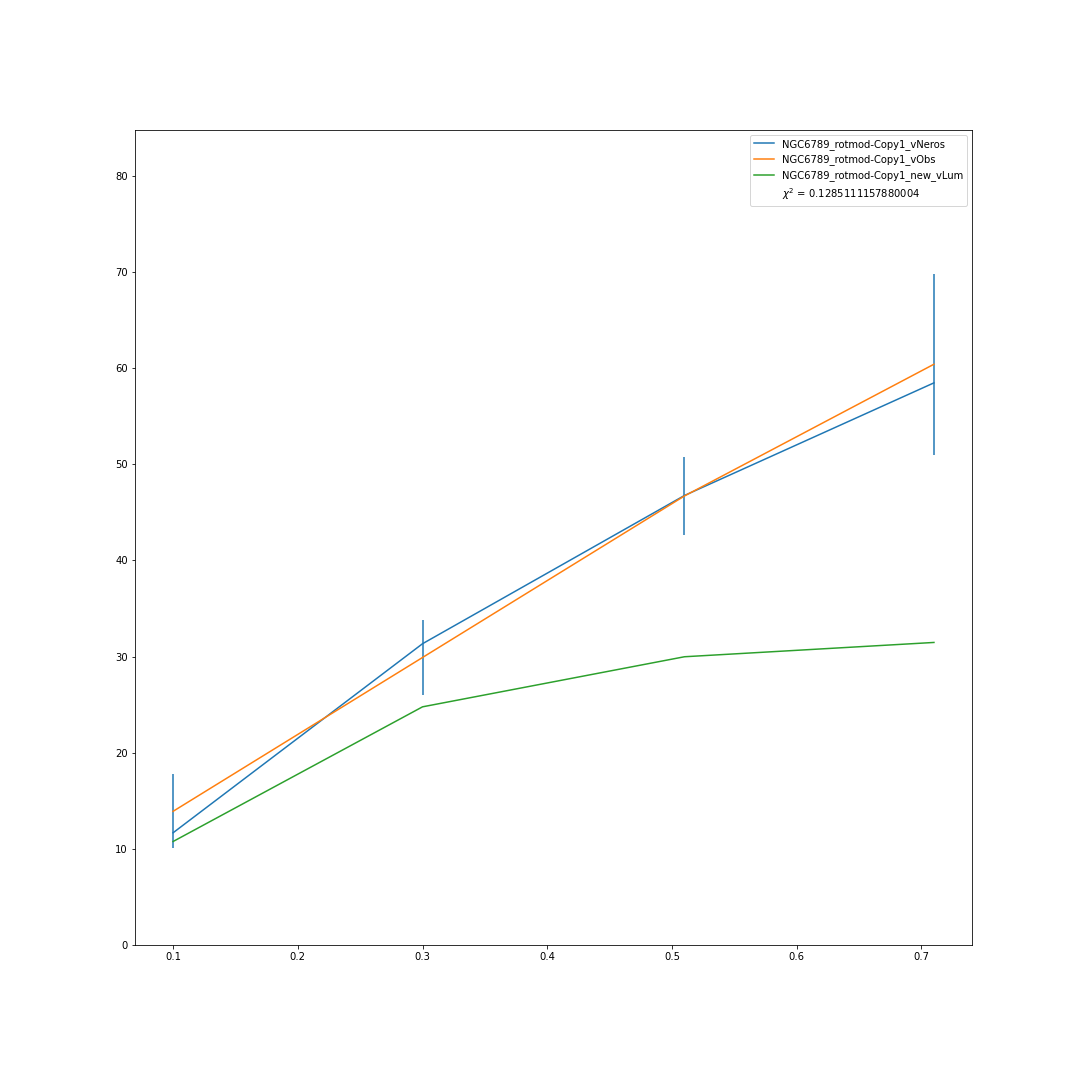 NGC6789_rotmod-Copy1_vNeros
NGC6789_rotmod-Copy1_vObs
NGC6789_rotmod-Copy1_new_vLum
χ² = 0.1285111157880004
80
70
60
50
40
30
20
10
0
0.1 0.2 0.3 0.4 0.5 0.6 0.7